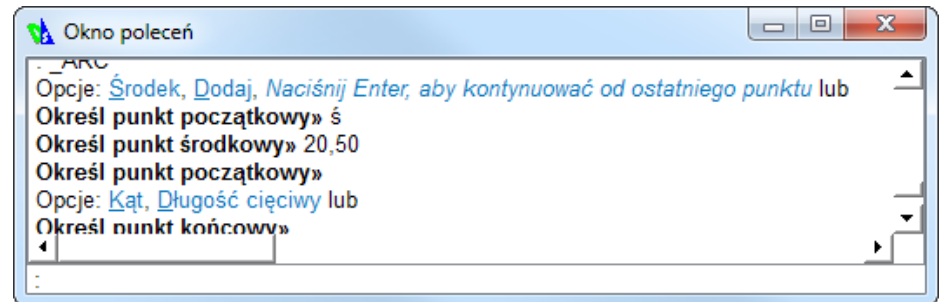 Okno poleceń
: _ARC
Opcje: Środek, Dodaj, Naciśnij Enter, aby kontynuować od ostatniego punktu lub
Określ punkt początkowy» ś
Określ punkt środkowy» 20,50
Określ punkt początkowy»
Opcje: Kąt, Długość cięciwy lub
Określ punkt końcowy»
: